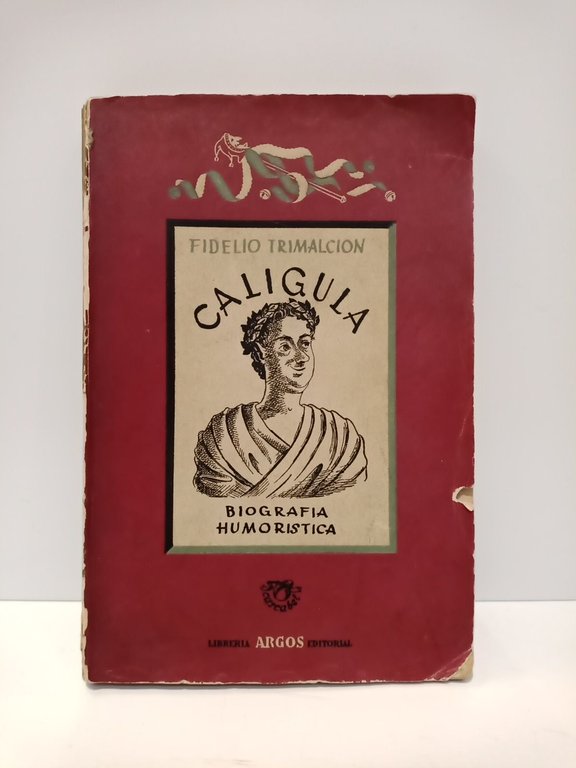 FIDELIO TRIMALCION
CALIGULA
BIOGRAFIA
HUMORISTICA
LIBRERIA ARGOS EDITORIAL